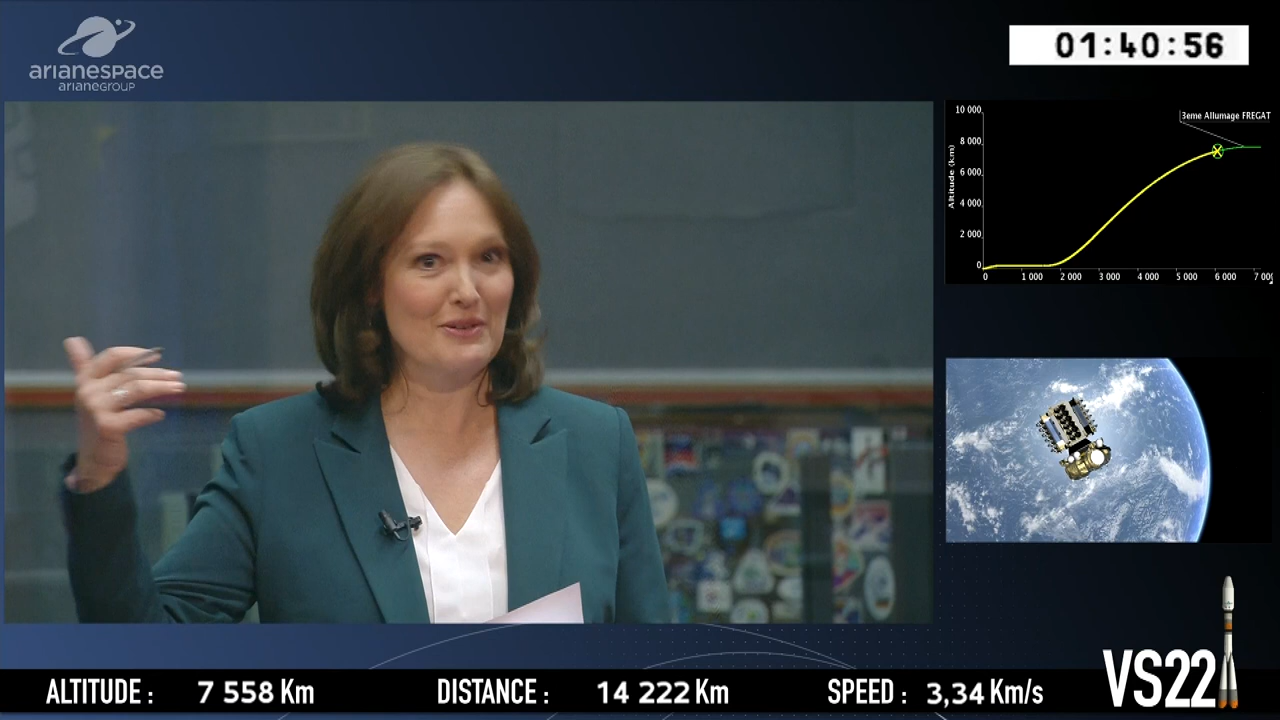 arianespace
arianeGROUP
01:40:56
10 000
3eme Allumage FREGAT
8 000
6 000
4 000
2 000
0
Altitude (km)
0 1 000 2 000 3 000 4 000 5 000 6 000 7 000
ALTITUDE : 7 558 Km DISTANCE : 14 222 Km SPEED : 3,34 Km/s
VS22